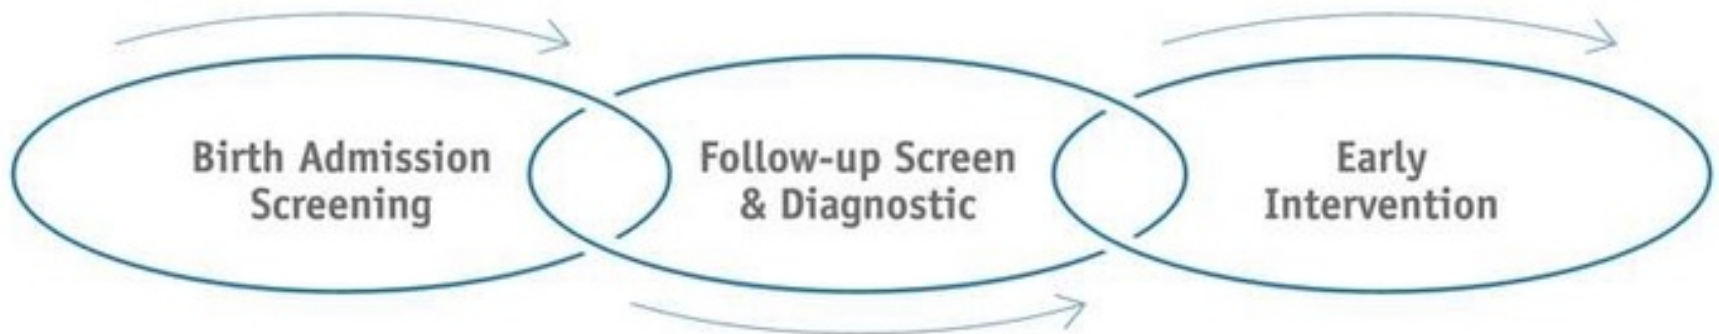 Birth Admission
Screening
Follow-up Screen
& Diagnostic
Early
Intervention